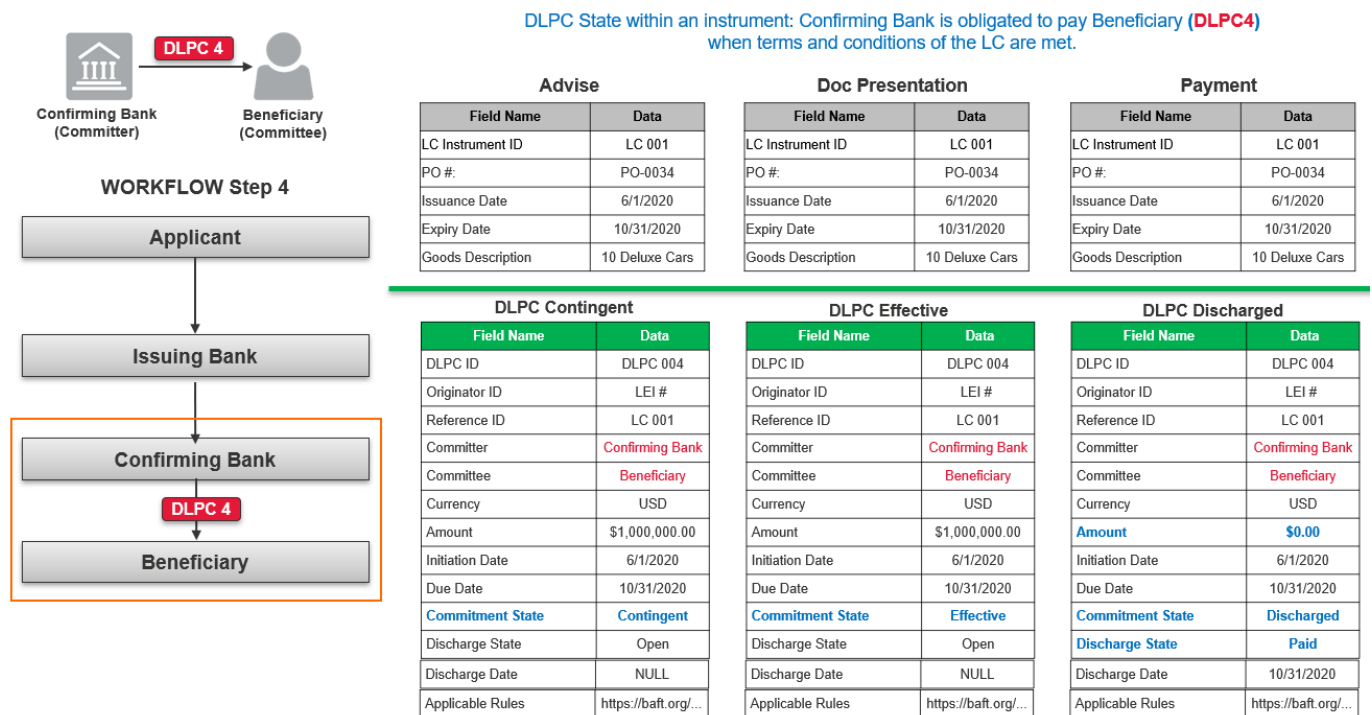 DLPC State within an instrument: Confirming Bank is obligated to pay Beneficiary (DLPC4)
when terms and conditions of the LC are met.
DLPC 4
Confirming Bank
(Committer)
Beneficiary
(Committee)
WORKFLOW Step 4
Applicant
Issuing Bank
Confirming Bank
DLPC 4
Beneficiary
Advise
Field Name Data
LC Instrument ID LC 001
PO #: PO-0034
Issuance Date 6/1/2020
Expiry Date 10/31/2020
Goods Description 10 Deluxe Cars
Doc Presentation
Field Name Data
LC Instrument ID LC 001
PO #: PO-0034
Issuance Date 6/1/2020
Expiry Date 10/31/2020
Goods Description 10 Deluxe Cars
Payment
Field Name Data
LC Instrument ID LC 001
PO #: PO-0034
Issuance Date 6/1/2020
Expiry Date 10/31/2020
Goods Description 10 Deluxe Cars
DLPC Contingent
Field Name Data
DLPC ID DLPC 004
Originator ID LEI #
Reference ID LC 001
Committer Confirming Bank
Committee Beneficiary
Currency USD
Amount $1,000,000.00
Initiation Date 6/1/2020
Due Date 10/31/2020
Commitment State Contingent
Discharge State Open
Discharge Date NULL
Applicable Rules https://baft.org/...
DLPC Effective
Field Name Data
DLPC ID DLPC 004
Originator ID LEI #
Reference ID LC 001
Committer Confirming Bank
Committee Beneficiary
Currency USD
Amount $1,000,000.00
Initiation Date 6/1/2020
Due Date 10/31/2020
Commitment State Effective
Discharge State Open
Discharge Date NULL
Applicable Rules https://baft.org/...
DLPC Discharged
Field Name Data
DLPC ID DLPC 004
Originator ID LEI #
Reference ID LC 001
Committer Confirming Bank
Committee Beneficiary
Currency USD
Amount $0.00
Initiation Date 6/1/2020
Due Date 10/31/2020
Commitment State Discharged
Discharge State Paid
Discharge Date 10/31/2020
Applicable Rules https://baft.org/...